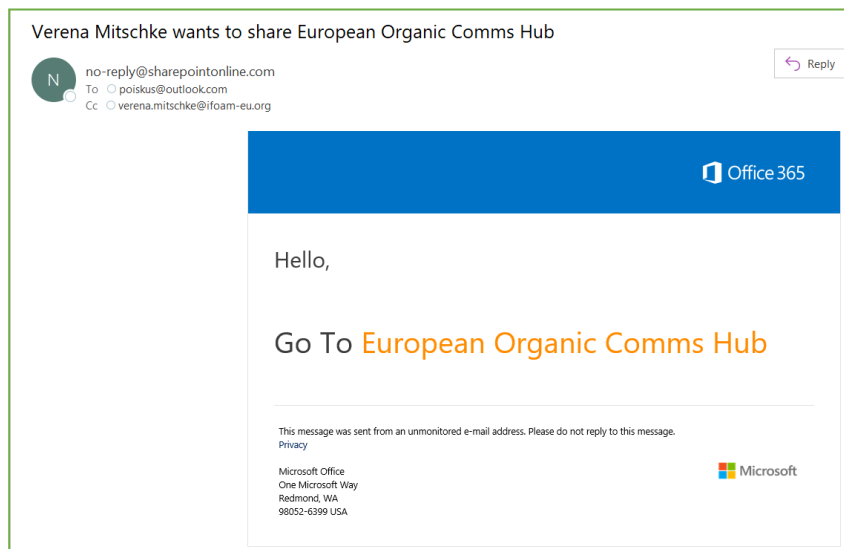 Verena Mitschke wants to share European Organic Comms Hub
N
no-reply@sharepointonline.com
Reply
To poiskus@outlook.com
Cc verena.mitschke@ifoam-eu.org
Office 365
Hello,
Go To European Organic Comms Hub
This message was sent from an unmonitored e-mail address. Please do not reply to this message.
Privacy
Microsoft Office
Microsoft
One Microsoft Way
Redmond, WA
98052-6399 USA